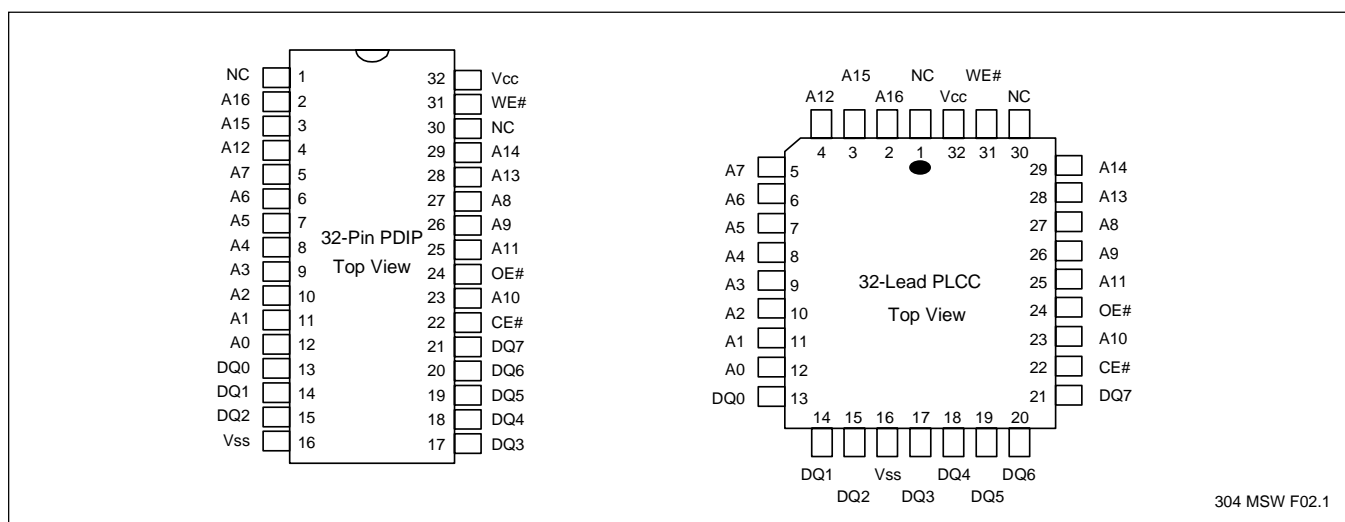 NC 1 32 Vcc
A16 2 31 WE#
A15 3 30 NC
A12 4 29 A14
A7 5 28 A13
A6 6 27 A8
A5 7 26 A9
A4 8 25 A11
A3 9 24 OE#
A2 10 23 A10
A1 11 22 CE#
A0 12 21 DQ7
DQ0 13 20 DQ6
DQ1 14 19 DQ5
DQ2 15 18 DQ4
Vss 16 17 DQ3
32-Pin PDIP
Top View
A15 NC WE#
A12 A16 Vcc NC
4 3 2 1 32 31 30
A7 5 29 A14
A6 6 28 A13
A5 7 27 A8
A4 8 26 A9
A3 9 25 A11
A2 10 24 OE#
A1 11 23 A10
A0 12 22 CE#
DQ0 13 21 DQ7
32-Lead PLCC
Top View
14 15 16 17 18 19 20
DQ1 Vss DQ4 DQ6
DQ2 DQ3 DQ5
304 MSW F02.1